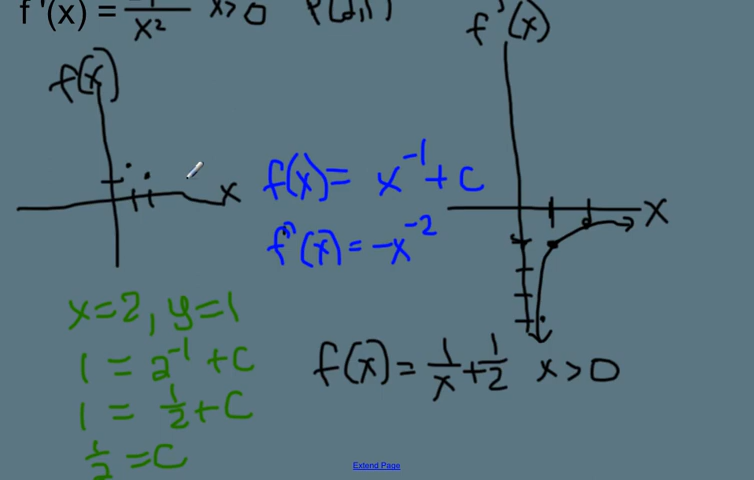 f '(x) = -1/x² x>0 P(2,1)
f(x)
x
f'(x)
x
f(x) = x⁻¹ + C
f'(x) = -x⁻²
x=2, y=1
1 = 2⁻¹ + C
1 = 1/2 + C
1/2 = C
f(x) = 1/x + 1/2 x>0
Extend Page